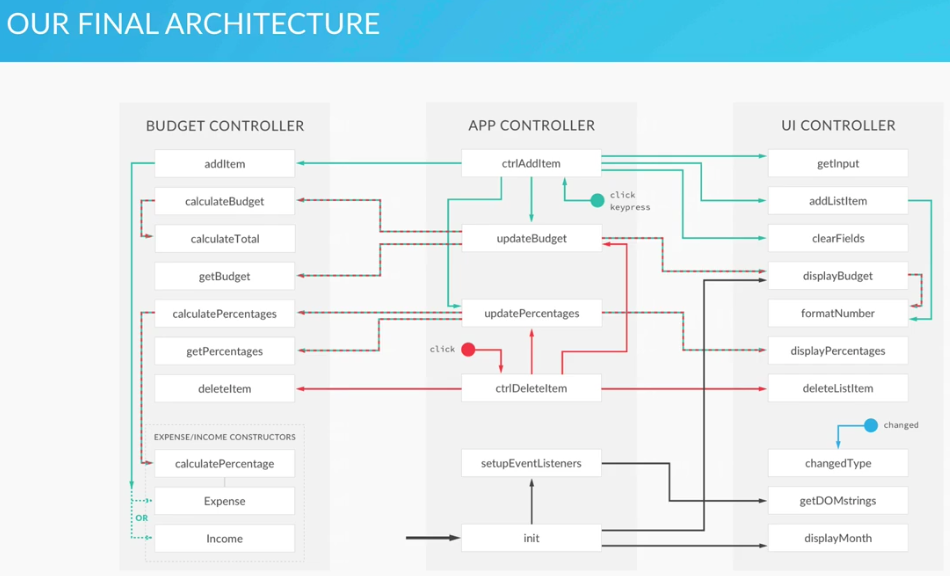 OUR FINAL ARCHITECTURE
BUDGET CONTROLLER
addItem
calculateBudget
calculateTotal
getBudget
calculatePercentages
getPercentages
deleteItem
EXPENSE/INCOME CONSTRUCTORS
calculatePercentage
Expense
OR
Income
APP CONTROLLER
ctrlAddItem
click
keypress
updateBudget
updatePercentages
click
ctrlDeleteItem
setupEventListeners
init
UI CONTROLLER
getInput
addListItem
clearFields
displayBudget
formatNumber
displayPercentages
deleteListItem
changed
changedType
getDOMstrings
displayMonth